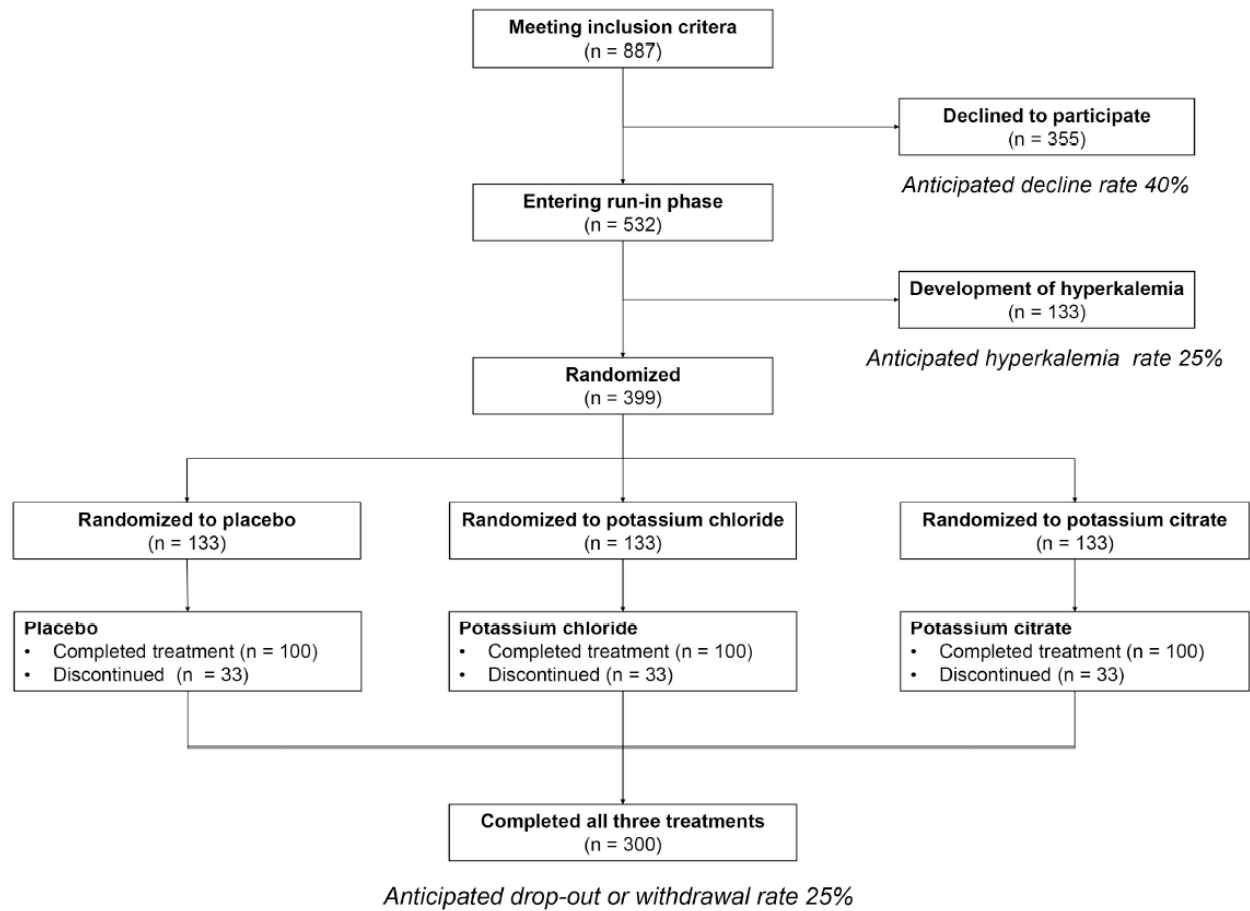 Meeting inclusion critera
(n = 887)
Declined to participate
(n = 355)
Anticipated decline rate 40%
Entering run-in phase
(n = 532)
Development of hyperkalemia
(n = 133)
Anticipated hyperkalemia rate 25%
Randomized
(n = 399)
Randomized to placebo
(n = 133)
Randomized to potassium chloride
(n = 133)
Randomized to potassium citrate
(n = 133)
Placebo
• Completed treatment (n = 100)
• Discontinued (n = 33)
Potassium chloride
• Completed treatment (n = 100)
• Discontinued (n = 33)
Potassium citrate
• Completed treatment (n = 100)
• Discontinued (n = 33)
Completed all three treatments
(n = 300)
Anticipated drop-out or withdrawal rate 25%